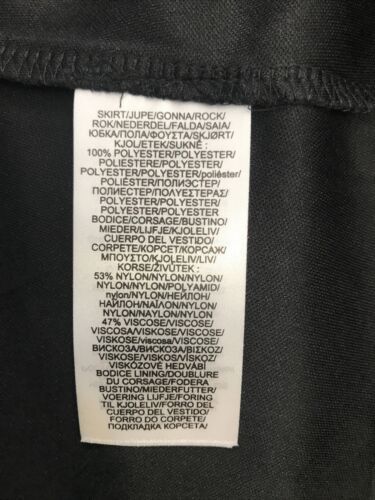 SKIRT/JUPE/GONNA/ROCK/
ROK/NEDERDEL/FALDA/SAIA/
ЮБКА/ПОЛА/ΦΟΥΣΤΑ/SKJØRT/
KJOL/ETEK/SUKNĚ :
100% POLYESTER/POLYESTER/
POLIESTERE/POLYESTER/
POLYESTER/POLYESTER/poliéster/
POLIÉSTER/ПОЛИЭСТЕР/
ПОЛИЕСТЕР/ΠΟΛΥΕΣΤΕΡΑΣ/
POLYESTER/POLYESTER/
POLYESTER/POLYESTER
BODICE/CORSAGE/BUSTINO/
MIEDER/LIJFJE/KJOLELIV/
CUERPO DEL VESTIDO/
CORPETE/КОРСЕТ/КОРСАЖ/
ΜΠΟΥΣΤΟ/KJOLELIV/LIV/
KORSE/ŽIVŮTEK :
53% NYLON/NYLON/NYLON/
NYLON/NYLON/POLYAMID/
nylon/NYLON/НЕЙЛОН/
НАЙЛОН/ΝΑΪΛΟΝ/NYLON/
NYLON/NAYLON/NYLON
47% VISCOSE/VISCOSE/
VISCOSA/VISKOSE/VISCOSE/
VISKOSE/viscosa/VISCOSE/
ВИСКОЗА/ВИСКОЗА/ΒΙΣΚΟΖ/
VISKOSE/VISKOS/VİSKOZ/
VISKÓZOVÉ HEDVÁBÍ
BODICE LINING/DOUBLURE
DU CORSAGE/FODERA
BUSTINO/MIEDERFUTTER/
VOERING LIJFJE/FORING
TIL KJOLELIV/FORRO DEL
CUERPO DEL VESTIDO/
FORRO DO CORPETE/
ПОДКЛАДКА КОРСЕТА/